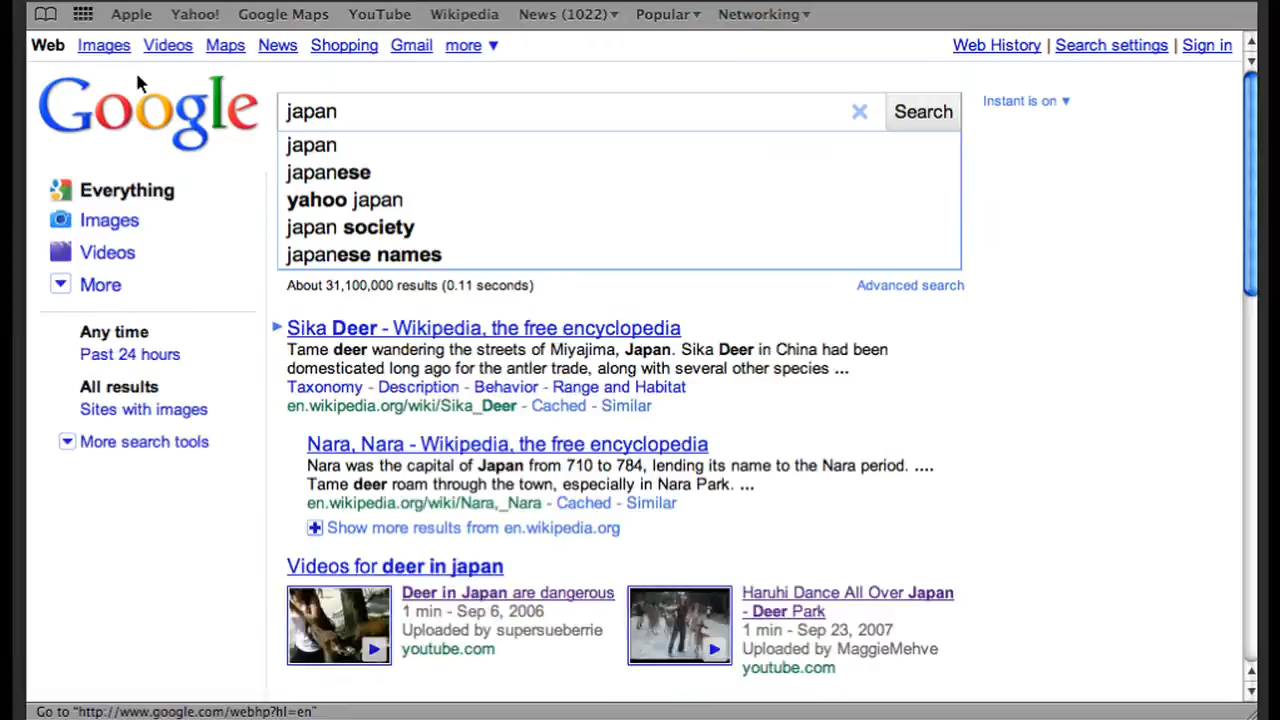 Apple Yahoo! Google Maps YouTube Wikipedia News (1022)▾ Popular▾ Networking▾
Web Images Videos Maps News Shopping Gmail more ▼ Web History | Search settings | Sign in
Google
japan
Search
Instant is on ▼
japan
japanese
yahoo japan
japan society
japanese names
Everything
Images
Videos
More
Any time
Past 24 hours
All results
Sites with images
More search tools
About 31,100,000 results (0.11 seconds) Advanced search
Sika Deer - Wikipedia, the free encyclopedia
Tame deer wandering the streets of Miyajima, Japan. Sika Deer in China had been
domesticated long ago for the antler trade, along with several other species ...
Taxonomy - Description - Behavior - Range and Habitat
en.wikipedia.org/wiki/Sika_Deer - Cached - Similar
Nara, Nara - Wikipedia, the free encyclopedia
Nara was the capital of Japan from 710 to 784, lending its name to the Nara period. ....
Tame deer roam through the town, especially in Nara Park. ...
en.wikipedia.org/wiki/Nara,_Nara - Cached - Similar
Show more results from en.wikipedia.org
Videos for deer in japan
Deer in Japan are dangerous
1 min - Sep 6, 2006
Uploaded by supersueberrie
youtube.com
Haruhi Dance All Over Japan
- Deer Park
1 min - Sep 23, 2007
Uploaded by MaggieMehve
youtube.com
Go to "http://www.google.com/webhp?hl=en"